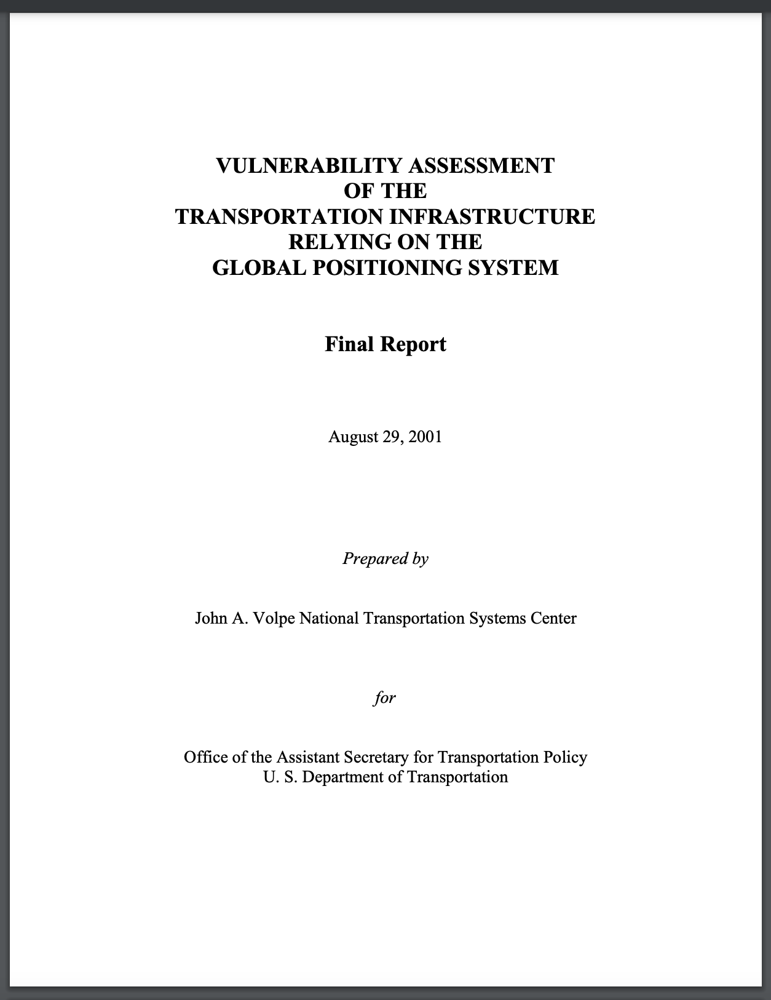 VULNERABILITY ASSESSMENT
OF THE
TRANSPORTATION INFRASTRUCTURE
RELYING ON THE
GLOBAL POSITIONING SYSTEM
Final Report
August 29, 2001
Prepared by
John A. Volpe National Transportation Systems Center
for
Office of the Assistant Secretary for Transportation Policy
U. S. Department of Transportation